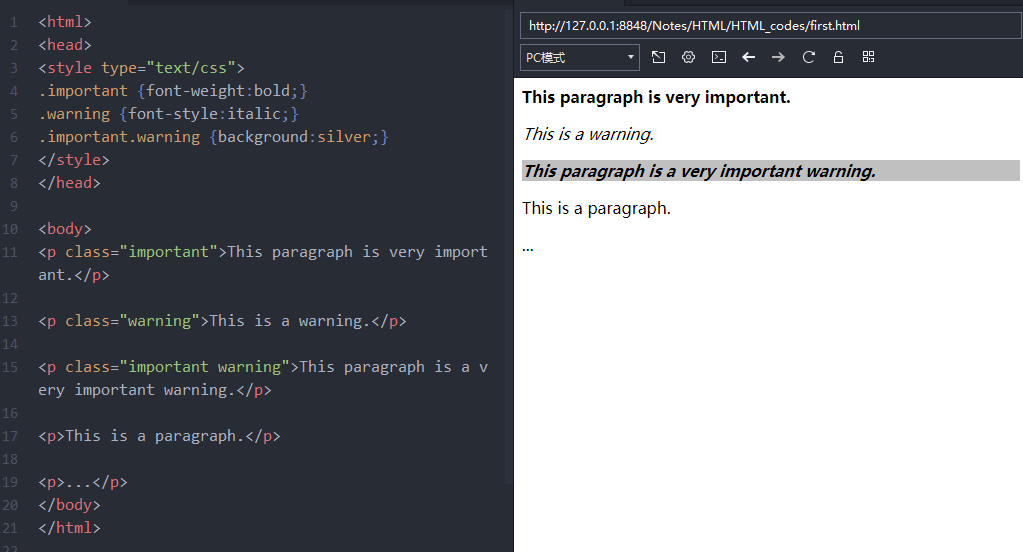 1 <html>
2 <head>
3 <style type="text/css">
4 .important {font-weight:bold;}
5 .warning {font-style:italic;}
6 .important.warning {background:silver;}
7 </style>
8 </head>
9
10 <body>
11 <p class="important">This paragraph is very import
ant.</p>
12
13 <p class="warning">This is a warning.</p>
14
15 <p class="important warning">This paragraph is a v
ery important warning.</p>
16
17 <p>This is a paragraph.</p>
18
19 <p>...</p>
20 </body>
21 </html>
22
http://127.0.0.1:8848/Notes/HTML/HTML_codes/first.html
PC模式
This paragraph is very important.
This is a warning.
This paragraph is a very important warning.
This is a paragraph.
...